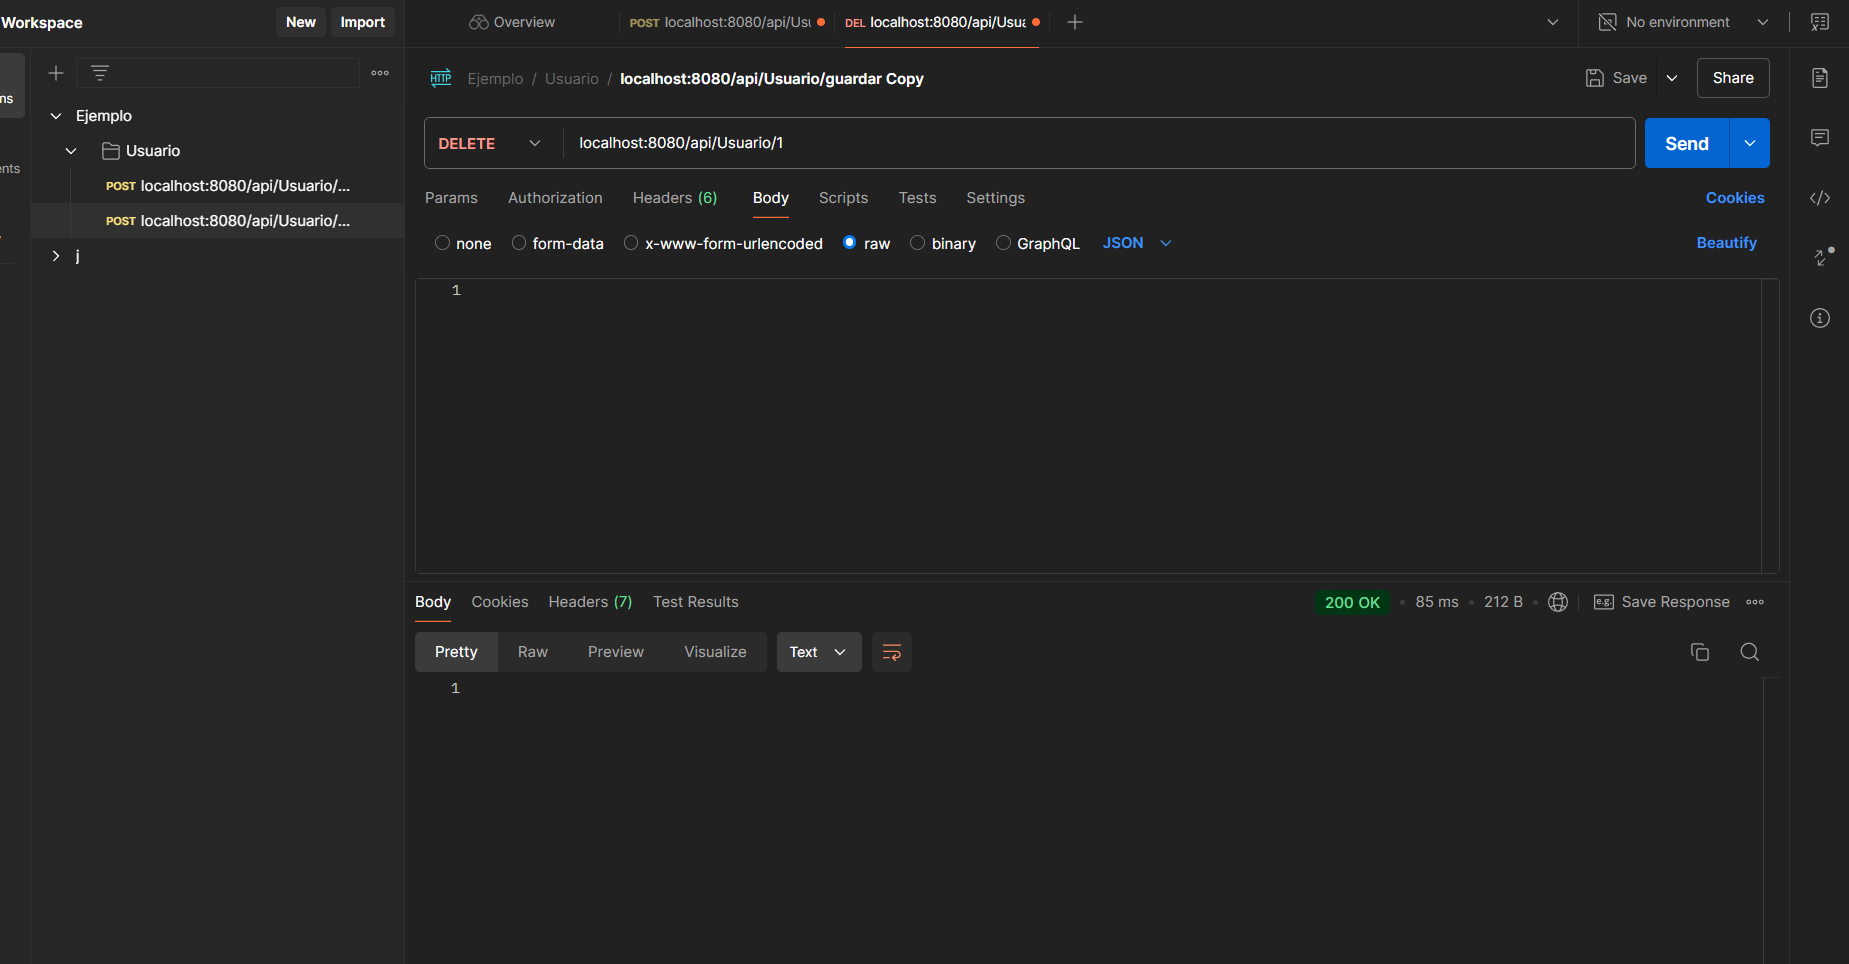 Workspace New Import Overview POST localhost:8080/api/Usu DEL localhost:8080/api/Usua No environment
HTTP Ejemplo / Usuario / localhost:8080/api/Usuario/guardar Copy Save Share
ms
ents
Ejemplo
Usuario
POST localhost:8080/api/Usuario/...
POST localhost:8080/api/Usuario/...
j
DELETE localhost:8080/api/Usuario/1 Send
Params Authorization Headers (6) Body Scripts Tests Settings Cookies
none form-data x-www-form-urlencoded raw binary GraphQL JSON Beautify
1
Body Cookies Headers (7) Test Results 200 OK • 85 ms • 212 B • e.g. Save Response
Pretty Raw Preview Visualize Text
1